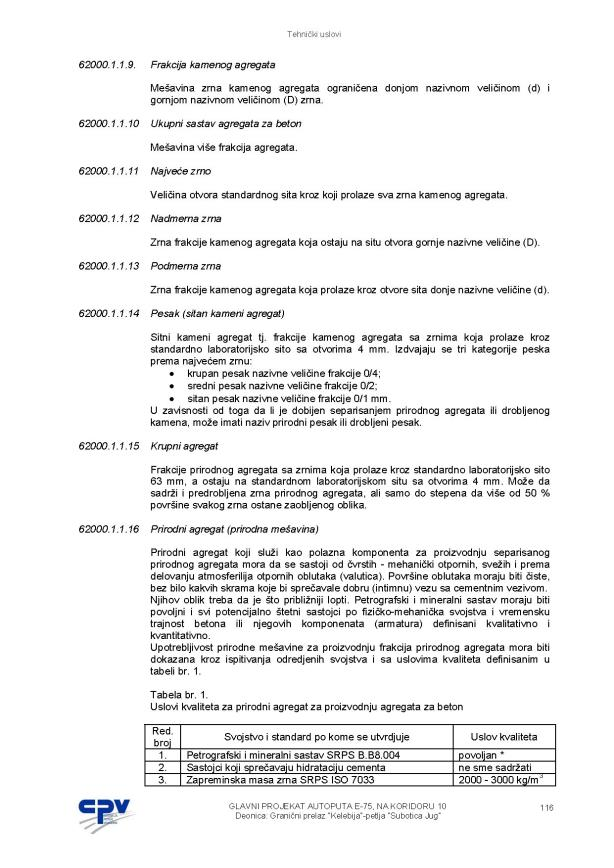 Tehnički uslovi
62000.1.1.9. Frakcija kamenog agregata
Mešavina zrna kamenog agregata ograničena donjom nazivnom veličinom (d) i
gornjom nazivnom veličinom (D) zrna.
62000.1.1.10 Ukupni sastav agregata za beton
Mešavina više frakcija agregata.
62000.1.1.11 Najveće zrno
Veličina otvora standardnog sita kroz koji prolaze sva zrna kamenog agregata.
62000.1.1.12 Nadmerna zrna
Zrna frakcije kamenog agregata koja ostaju na situ otvora gornje nazivne veličine (D).
62000.1.1.13 Podmerna zrna
Zrna frakcije kamenog agregata koja prolaze kroz otvore sita donje nazivne veličine (d).
62000.1.1.14 Pesak (sitan kameni agregat)
Sitni kameni agregat tj. frakcije kamenog agregata sa zrnima koja prolaze kroz
standardno laboratorijsko sito sa otvorima 4 mm. Izdvajaju se tri kategorije peska
prema najvećem zrnu:
• krupan pesak nazivne veličine frakcije 0/4;
• sredni pesak nazivne veličine frakcije 0/2;
• sitan pesak nazivne veličine frakcije 0/1 mm.
U zavisnosti od toga da li je dobijen separisanjem prirodnog agregata ili drobljenog
kamena, može imati naziv prirodni pesak ili drobljeni pesak.
62000.1.1.15 Krupni agregat
Frakcije prirodnog agregata sa zrnima koja prolaze kroz standardno laboratorijsko sito
63 mm, a ostaju na standardnom laboratorijskom situ sa otvorima 4 mm. Može da
sadrži i predrobljena zrna prirodnog agregata, ali samo do stepena da više od 50 %
površine svakog zrna ostane zaobljenog oblika.
62000.1.1.16 Prirodni agregat (prirodna mešavina)
Prirodni agregat koji služi kao polazna komponenta za proizvodnju separisanog
prirodnog agregata mora da se sastoji od čvrstih - mehanički otpornih, svežih i prema
delovanju atmosferilija otpornih oblutaka (valutica). Površine oblutaka moraju biti čiste,
bez bilo kakvih skrama koje bi sprečavale dobru (intimnu) vezu sa cementnim vezivom.
Njihov oblik treba da je što približniji lopti. Petrografski i mineralni sastav moraju biti
povoljni i svi potencijalno štetni sastojci po fizičko-mehanička svojstva i vremensku
trajnost betona ili njegovih komponenata (armatura) definisani kvalitativno i
kvantitativno.
Upotrebljivost prirodne mešavine za proizvodnju frakcija prirodnog agregata mora biti
dokazana kroz ispitivanja odredjenih svojstva i sa uslovima kvaliteta definisanim u
tabeli br. 1.
Tabela br. 1.
Uslovi kvaliteta za prirodni agregat za proizvodnju agregata za beton
Red.
broj Svojstvo i standard po kome se utvrdjuje Uslov kvaliteta
1. Petrografski i mineralni sastav SRPS B.B8.004 povoljan *
2. Sastojci koji sprečavaju hidrataciju cementa ne sme sadržati
3. Zapreminska masa zrna SRPS ISO 7033 2000 - 3000 kg/m³
CPV
GLAVNI PROJEKAT AUTOPUTA E-75, NA KORIDORU 10
Deonica: Granični prelaz "Kelebija"-petlja "Subotica Jug"
116